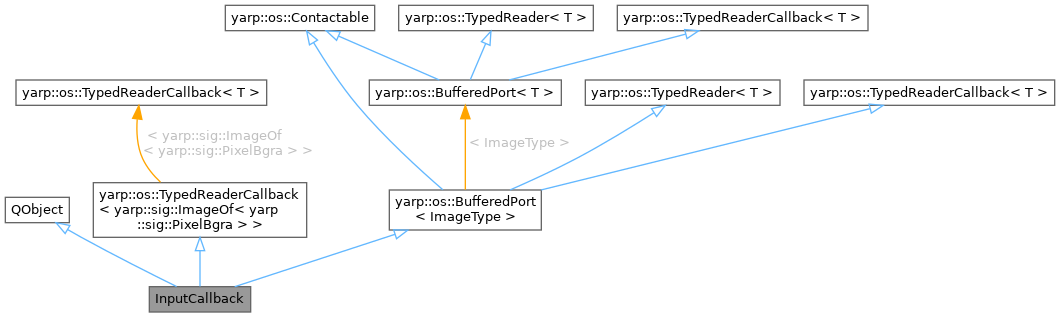 yarp::os::Contactable
yarp::os::TypedReader< T >
yarp::os::TypedReaderCallback< T >
yarp::os::TypedReaderCallback< T >
yarp::os::BufferedPort< T >
yarp::os::TypedReader< T >
yarp::os::TypedReaderCallback< T >
< yarp::sig::ImageOf
< yarp::sig::PixelBgra > >
< ImageType >
QObject
yarp::os::TypedReaderCallback
< yarp::sig::ImageOf< yarp
::sig::PixelBgra > >
yarp::os::BufferedPort
< ImageType >
InputCallback